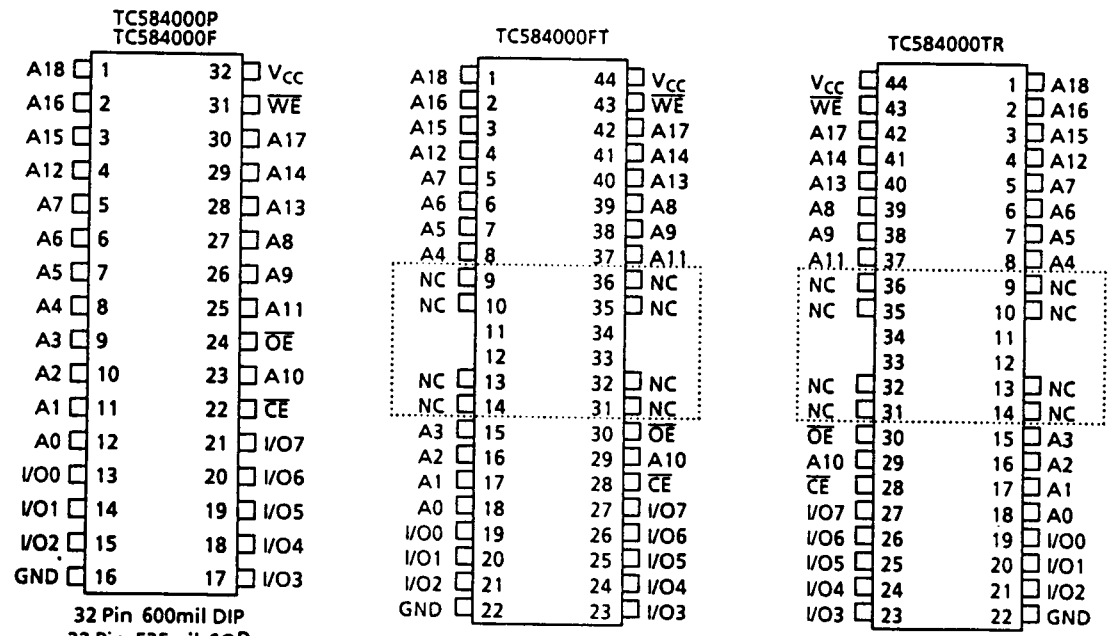 TC584000P
TC584000F
A18 1 32 VCC
A16 2 31 WE
A15 3 30 A17
A12 4 29 A14
A7 5 28 A13
A6 6 27 A8
A5 7 26 A9
A4 8 25 A11
A3 9 24 OE
A2 10 23 A10
A1 11 22 CE
A0 12 21 I/O7
I/O0 13 20 I/O6
I/O1 14 19 I/O5
I/O2 15 18 I/O4
GND 16 17 I/O3
32 Pin 600mil DIP
TC584000FT
A18 1 44 VCC
A16 2 43 WE
A15 3 42 A17
A12 4 41 A14
A7 5 40 A13
A6 6 39 A8
A5 7 38 A9
A4 8 37 A11
NC 9 36 NC
NC 10 35 NC
11 34
12 33
NC 13 32 NC
NC 14 31 NC
A3 15 30 OE
A2 16 29 A10
A1 17 28 CE
A0 18 27 I/O7
I/O0 19 26 I/O6
I/O1 20 25 I/O5
I/O2 21 24 I/O4
GND 22 23 I/O3
TC584000TR
VCC 44 1 A18
WE 43 2 A16
A17 42 3 A15
A14 41 4 A12
A13 40 5 A7
A8 39 6 A6
A9 38 7 A5
A11 37 8 A4
NC 36 9 NC
NC 35 10 NC
34 11
33 12
NC 32 13 NC
NC 31 14 NC
OE 30 15 A3
A10 29 16 A2
CE 28 17 A1
I/O7 27 18 A0
I/O6 26 19 I/O0
I/O5 25 20 I/O1
I/O4 24 21 I/O2
I/O3 23 22 GND